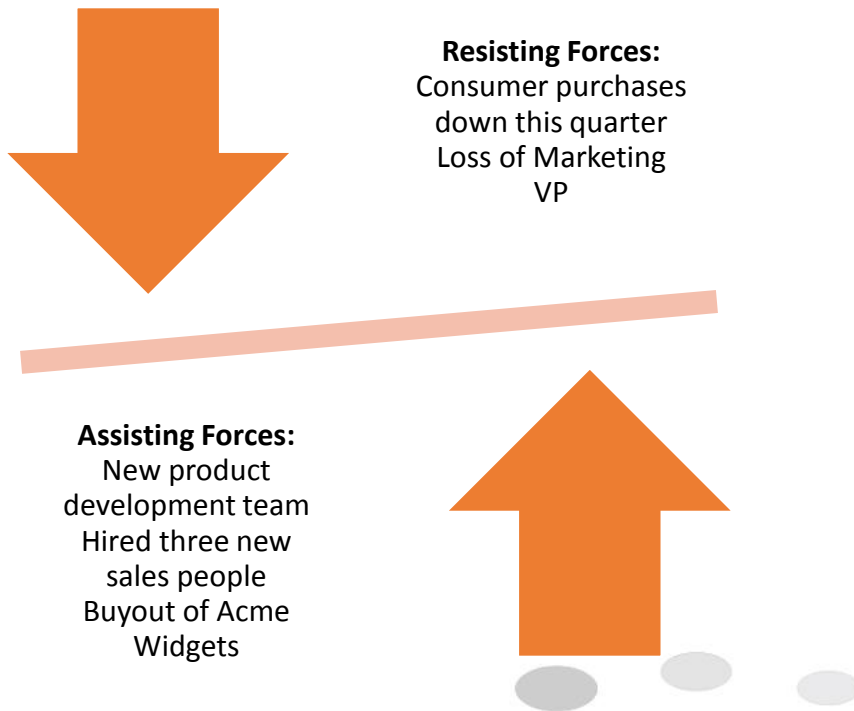 Resisting Forces:
Consumer purchases
down this quarter
Loss of Marketing
VP
Assisting Forces:
New product
development team
Hired three new
sales people
Buyout of Acme
Widgets